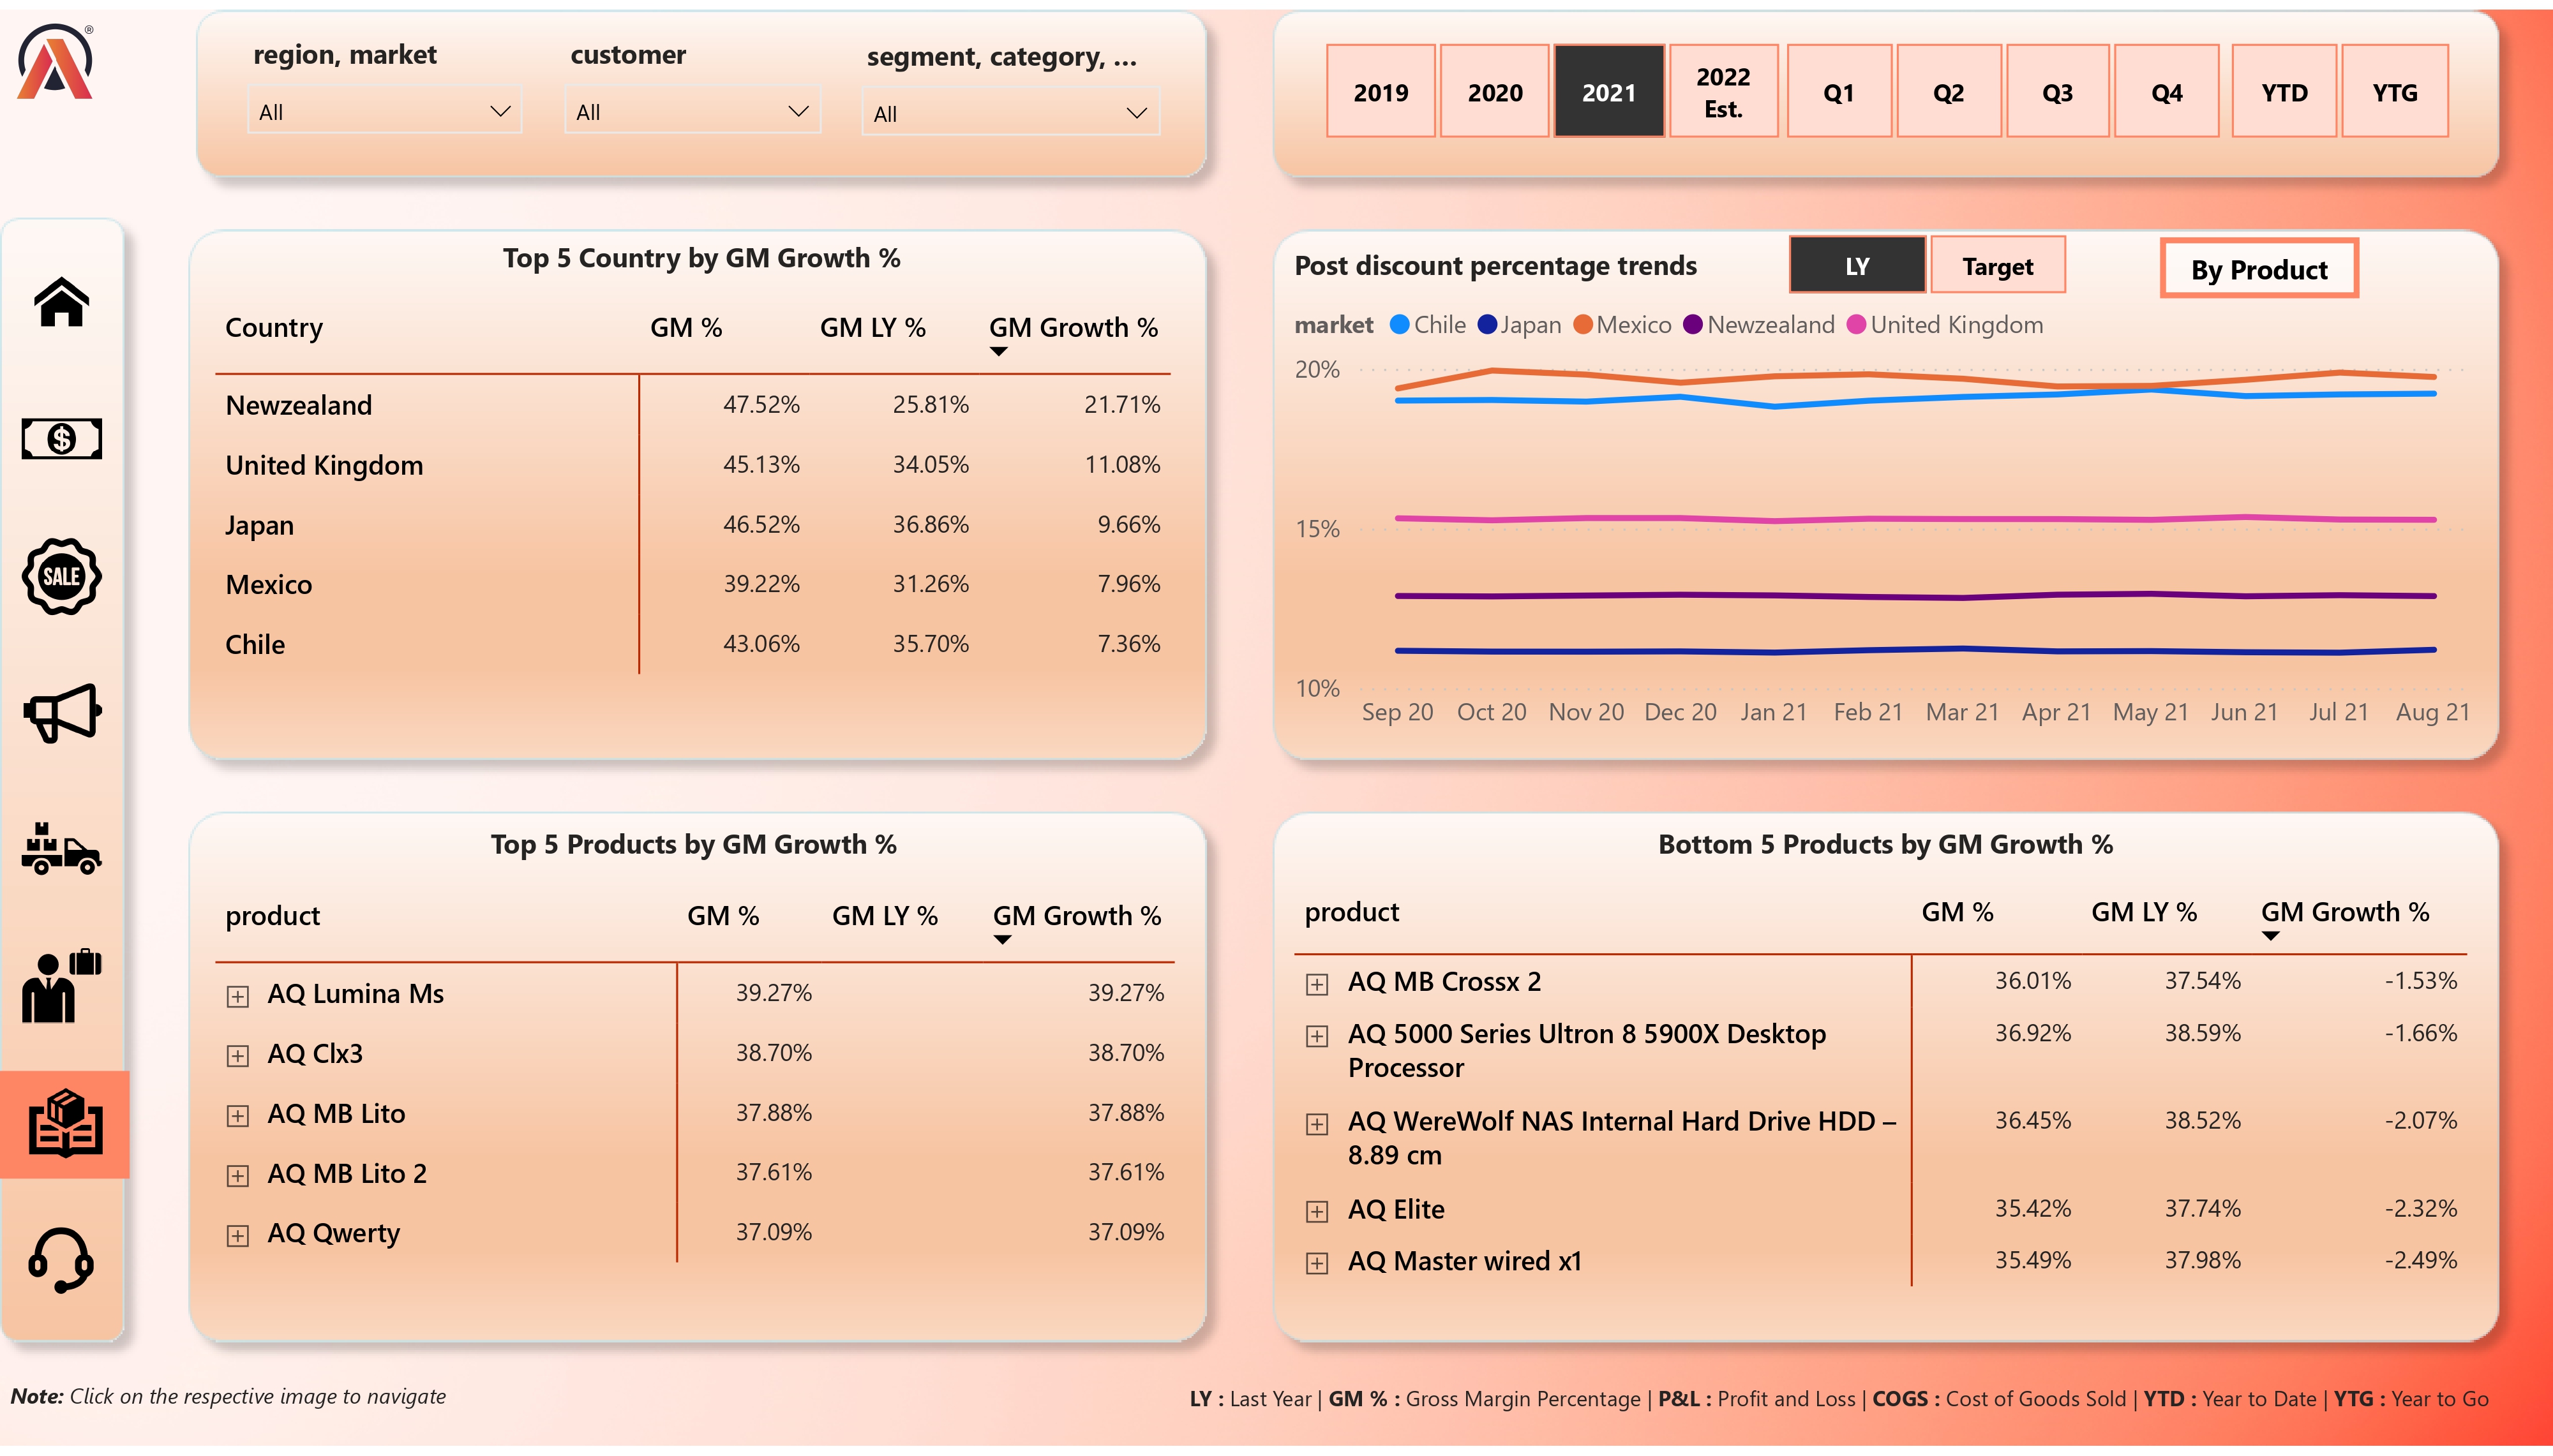 ®
region, market
customer
segment, category, ...
All
All
All
2019
2020
2021
2022
Est.
Q1
Q2
Q3
Q4
YTD
YTG
Top 5 Country by GM Growth %
Country GM % GM LY % GM Growth %
Newzealand 47.52% 25.81% 21.71%
United Kingdom 45.13% 34.05% 11.08%
Japan 46.52% 36.86% 9.66%
Mexico 39.22% 31.26% 7.96%
Chile 43.06% 35.70% 7.36%
Post discount percentage trends
LY
Target
By Product
market Chile Japan Mexico Newzealand United Kingdom
20%
15%
10%
Sep 20 Oct 20 Nov 20 Dec 20 Jan 21 Feb 21 Mar 21 Apr 21 May 21 Jun 21 Jul 21 Aug 21
SALE
$
Top 5 Products by GM Growth %
product GM % GM LY % GM Growth %
AQ Lumina Ms 39.27% 39.27%
AQ Clx3 38.70% 38.70%
AQ MB Lito 37.88% 37.88%
AQ MB Lito 2 37.61% 37.61%
AQ Qwerty 37.09% 37.09%
Bottom 5 Products by GM Growth %
product GM % GM LY % GM Growth %
AQ MB Crossx 2 36.01% 37.54% -1.53%
AQ 5000 Series Ultron 8 5900X Desktop 36.92% 38.59% -1.66%
Processor
AQ WereWolf NAS Internal Hard Drive HDD – 36.45% 38.52% -2.07%
8.89 cm
AQ Elite 35.42% 37.74% -2.32%
AQ Master wired x1 35.49% 37.98% -2.49%
Note: Click on the respective image to navigate
LY : Last Year | GM % : Gross Margin Percentage | P&L : Profit and Loss | COGS : Cost of Goods Sold | YTD : Year to Date | YTG : Year to Go